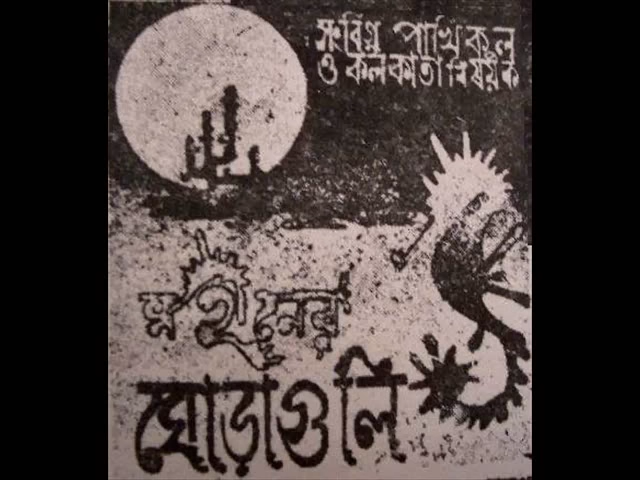 সংবিগ্ন পাখিকূল
ও কলকাতা বিষয়ক
মহীনের
ঘোড়াগুলি